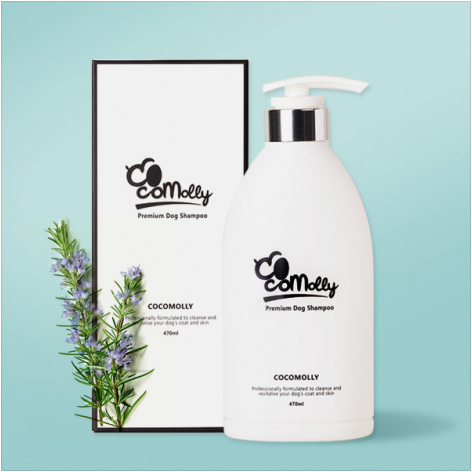 CocoMolly
Premium Dog Shampoo
COCOMOLLY
Professionally formulated to cleanse and
revitalise your dog's coat and skin
470ml
CocoMolly
Premium Dog Shampoo
COCOMOLLY
Professionally formulated to cleanse and
revitalise your dog's coat and skin
470ml